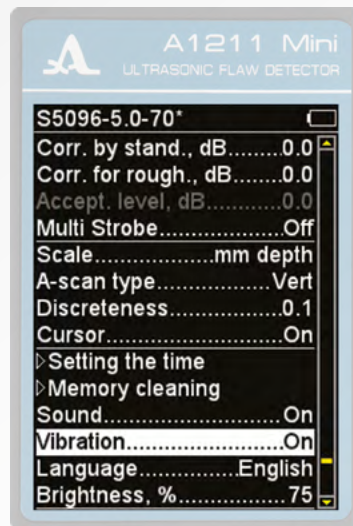 A1211 Mini
ULTRASONIC FLAW DETECTOR
S5096-5.0-70*
Corr. by stand., dB........0.0
Corr. for rough., dB.......0.0
Accept. level, dB..........0.0
Multi Strobe..................Off
Scale...................mm depth
A-scan type................Vert
Discreteness...............0.1
Cursor.........................On
▷Setting the time
▷Memory cleaning
Sound..........................On
Vibration......................On
Language...............English
Brightness, %................75